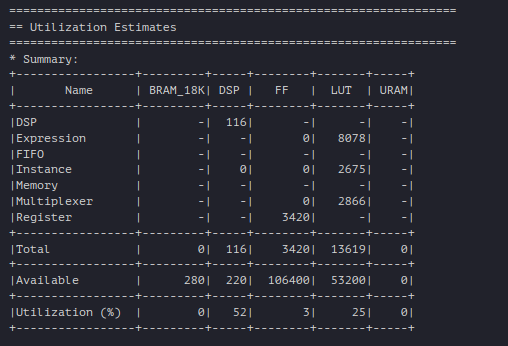 ================================================================
== Utilization Estimates
================================================================
* Summary:
+-----------------+---------+-----+--------+-------+-----+
|       Name      | BRAM_18K| DSP |   FF   |  LUT  | URAM|
+-----------------+---------+-----+--------+-------+-----+
|DSP              |        -|  116|       -|      -|    -|
|Expression       |        -|    -|       0|   8078|    -|
|FIFO             |        -|    -|       -|      -|    -|
|Instance         |        -|    0|       0|   2675|    -|
|Memory           |        -|    -|       -|      -|    -|
|Multiplexer      |        -|    -|       0|   2866|    -|
|Register         |        -|    -|    3420|      -|    -|
+-----------------+---------+-----+--------+-------+-----+
|Total            |        0|  116|    3420|  13619|    0|
+-----------------+---------+-----+--------+-------+-----+
|Available        |      280|  220|  106400|  53200|    0|
+-----------------+---------+-----+--------+-------+-----+
|Utilization (%)  |        0|   52|       3|     25|    0|
+-----------------+---------+-----+--------+-------+-----+